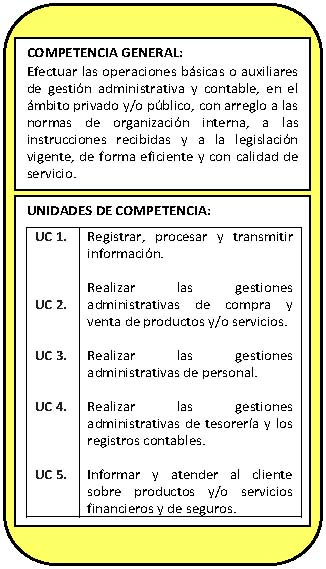 COMPETENCIA GENERAL:
Efectuar las operaciones básicas o auxiliares
de gestión administrativa y contable, en el
ámbito privado y/o público, con arreglo a las
normas de organización interna, a las
instrucciones recibidas y a la legislación
vigente, de forma eficiente y con calidad de
servicio.
UNIDADES DE COMPETENCIA:
UC 1. Registrar, procesar y transmitir
información.
Realizar las gestiones
UC 2. administrativas de compra y
venta de productos y/o servicios.
UC 3. Realizar las gestiones
administrativas de personal.
UC 4. Realizar las gestiones
administrativas de tesorería y los
registros contables.
UC 5. Informar y atender al cliente
sobre productos y/o servicios
financieros y de seguros.